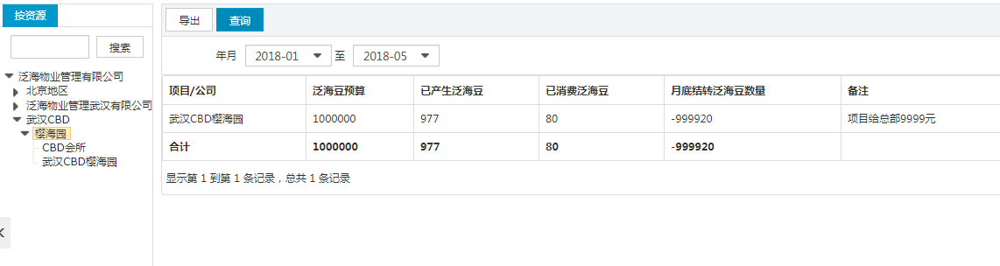 按资源
搜索
泛海物业管理有限公司
北京地区
泛海物业管理武汉有限公司
武汉CBD
樱海园
CBD会所
武汉CBD樱海园
导出 查询
年月 2018-01 至 2018-05
项目/公司 泛海豆预算 已产生泛海豆 已消费泛海豆 月底结转泛海豆数量 备注
武汉CBD樱海园 1000000 977 80 -999920 项目给总部9999元
合计 1000000 977 80 -999920
显示第 1 到第 1 条记录，总共 1 条记录